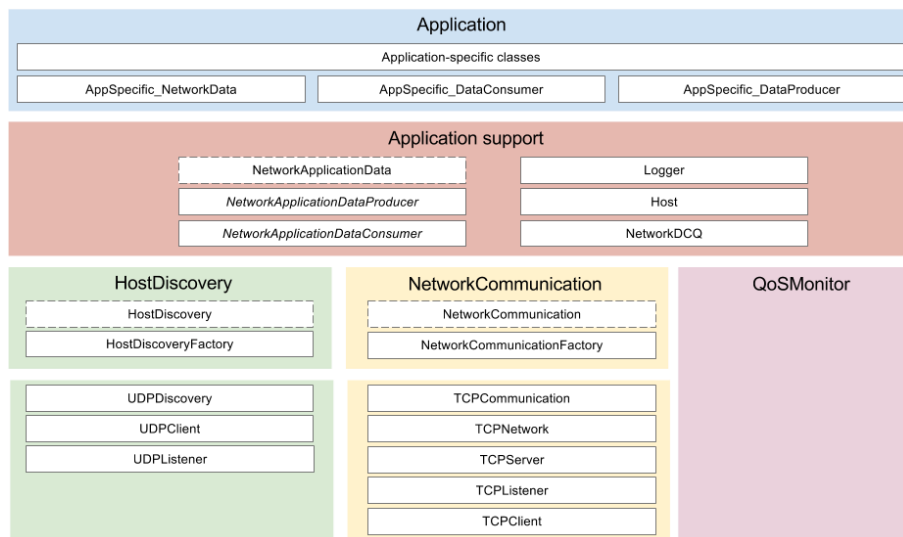 Application
Application-specific classes
AppSpecific_NetworkData
AppSpecific_DataConsumer
AppSpecific_DataProducer
Application support
NetworkApplicationData
NetworkApplicationDataProducer
NetworkApplicationDataConsumer
Logger
Host
NetworkDCQ
HostDiscovery
HostDiscovery
HostDiscoveryFactory
UDPDiscovery
UDPClient
UDPListener
NetworkCommunication
NetworkCommunication
NetworkCommunicationFactory
TCPCommunication
TCPNetwork
TCPServer
TCPListener
TCPClient
QoSMonitor